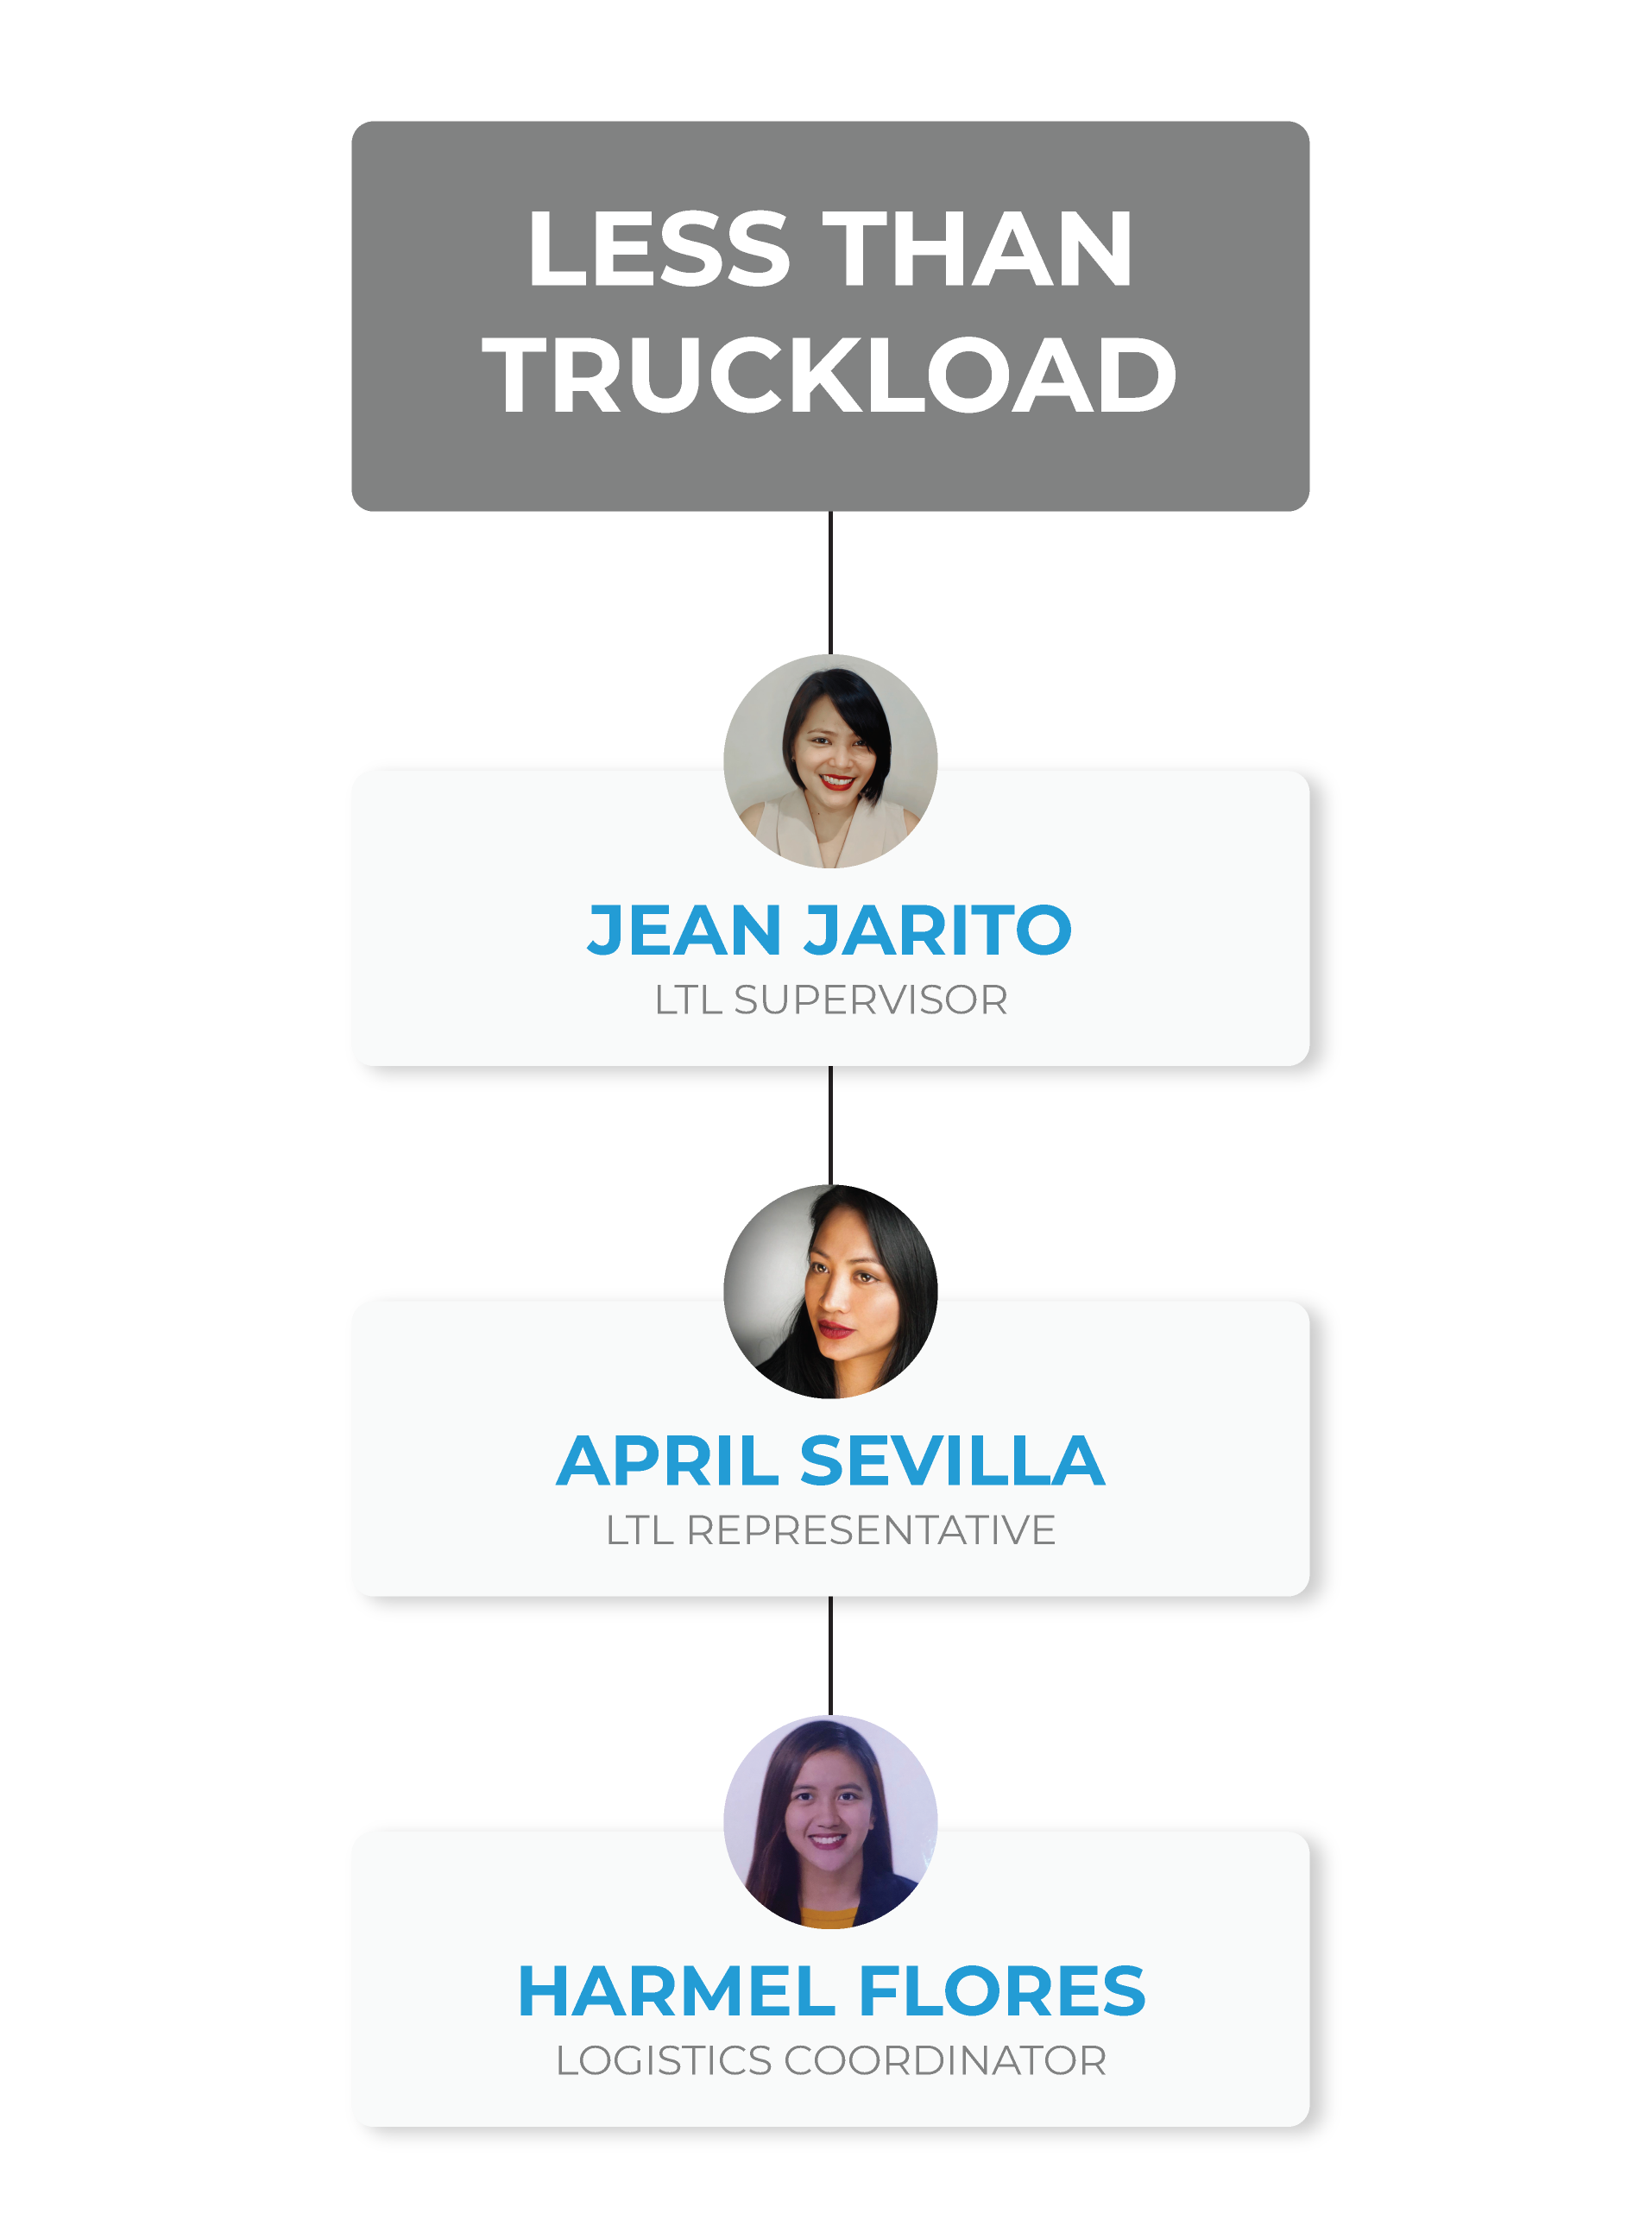 LESS THAN
TRUCKLOAD
JEAN JARITO
LTL SUPERVISOR
APRIL SEVILLA
LTL REPRESENTATIVE
HARMEL FLORES
LOGISTICS COORDINATOR